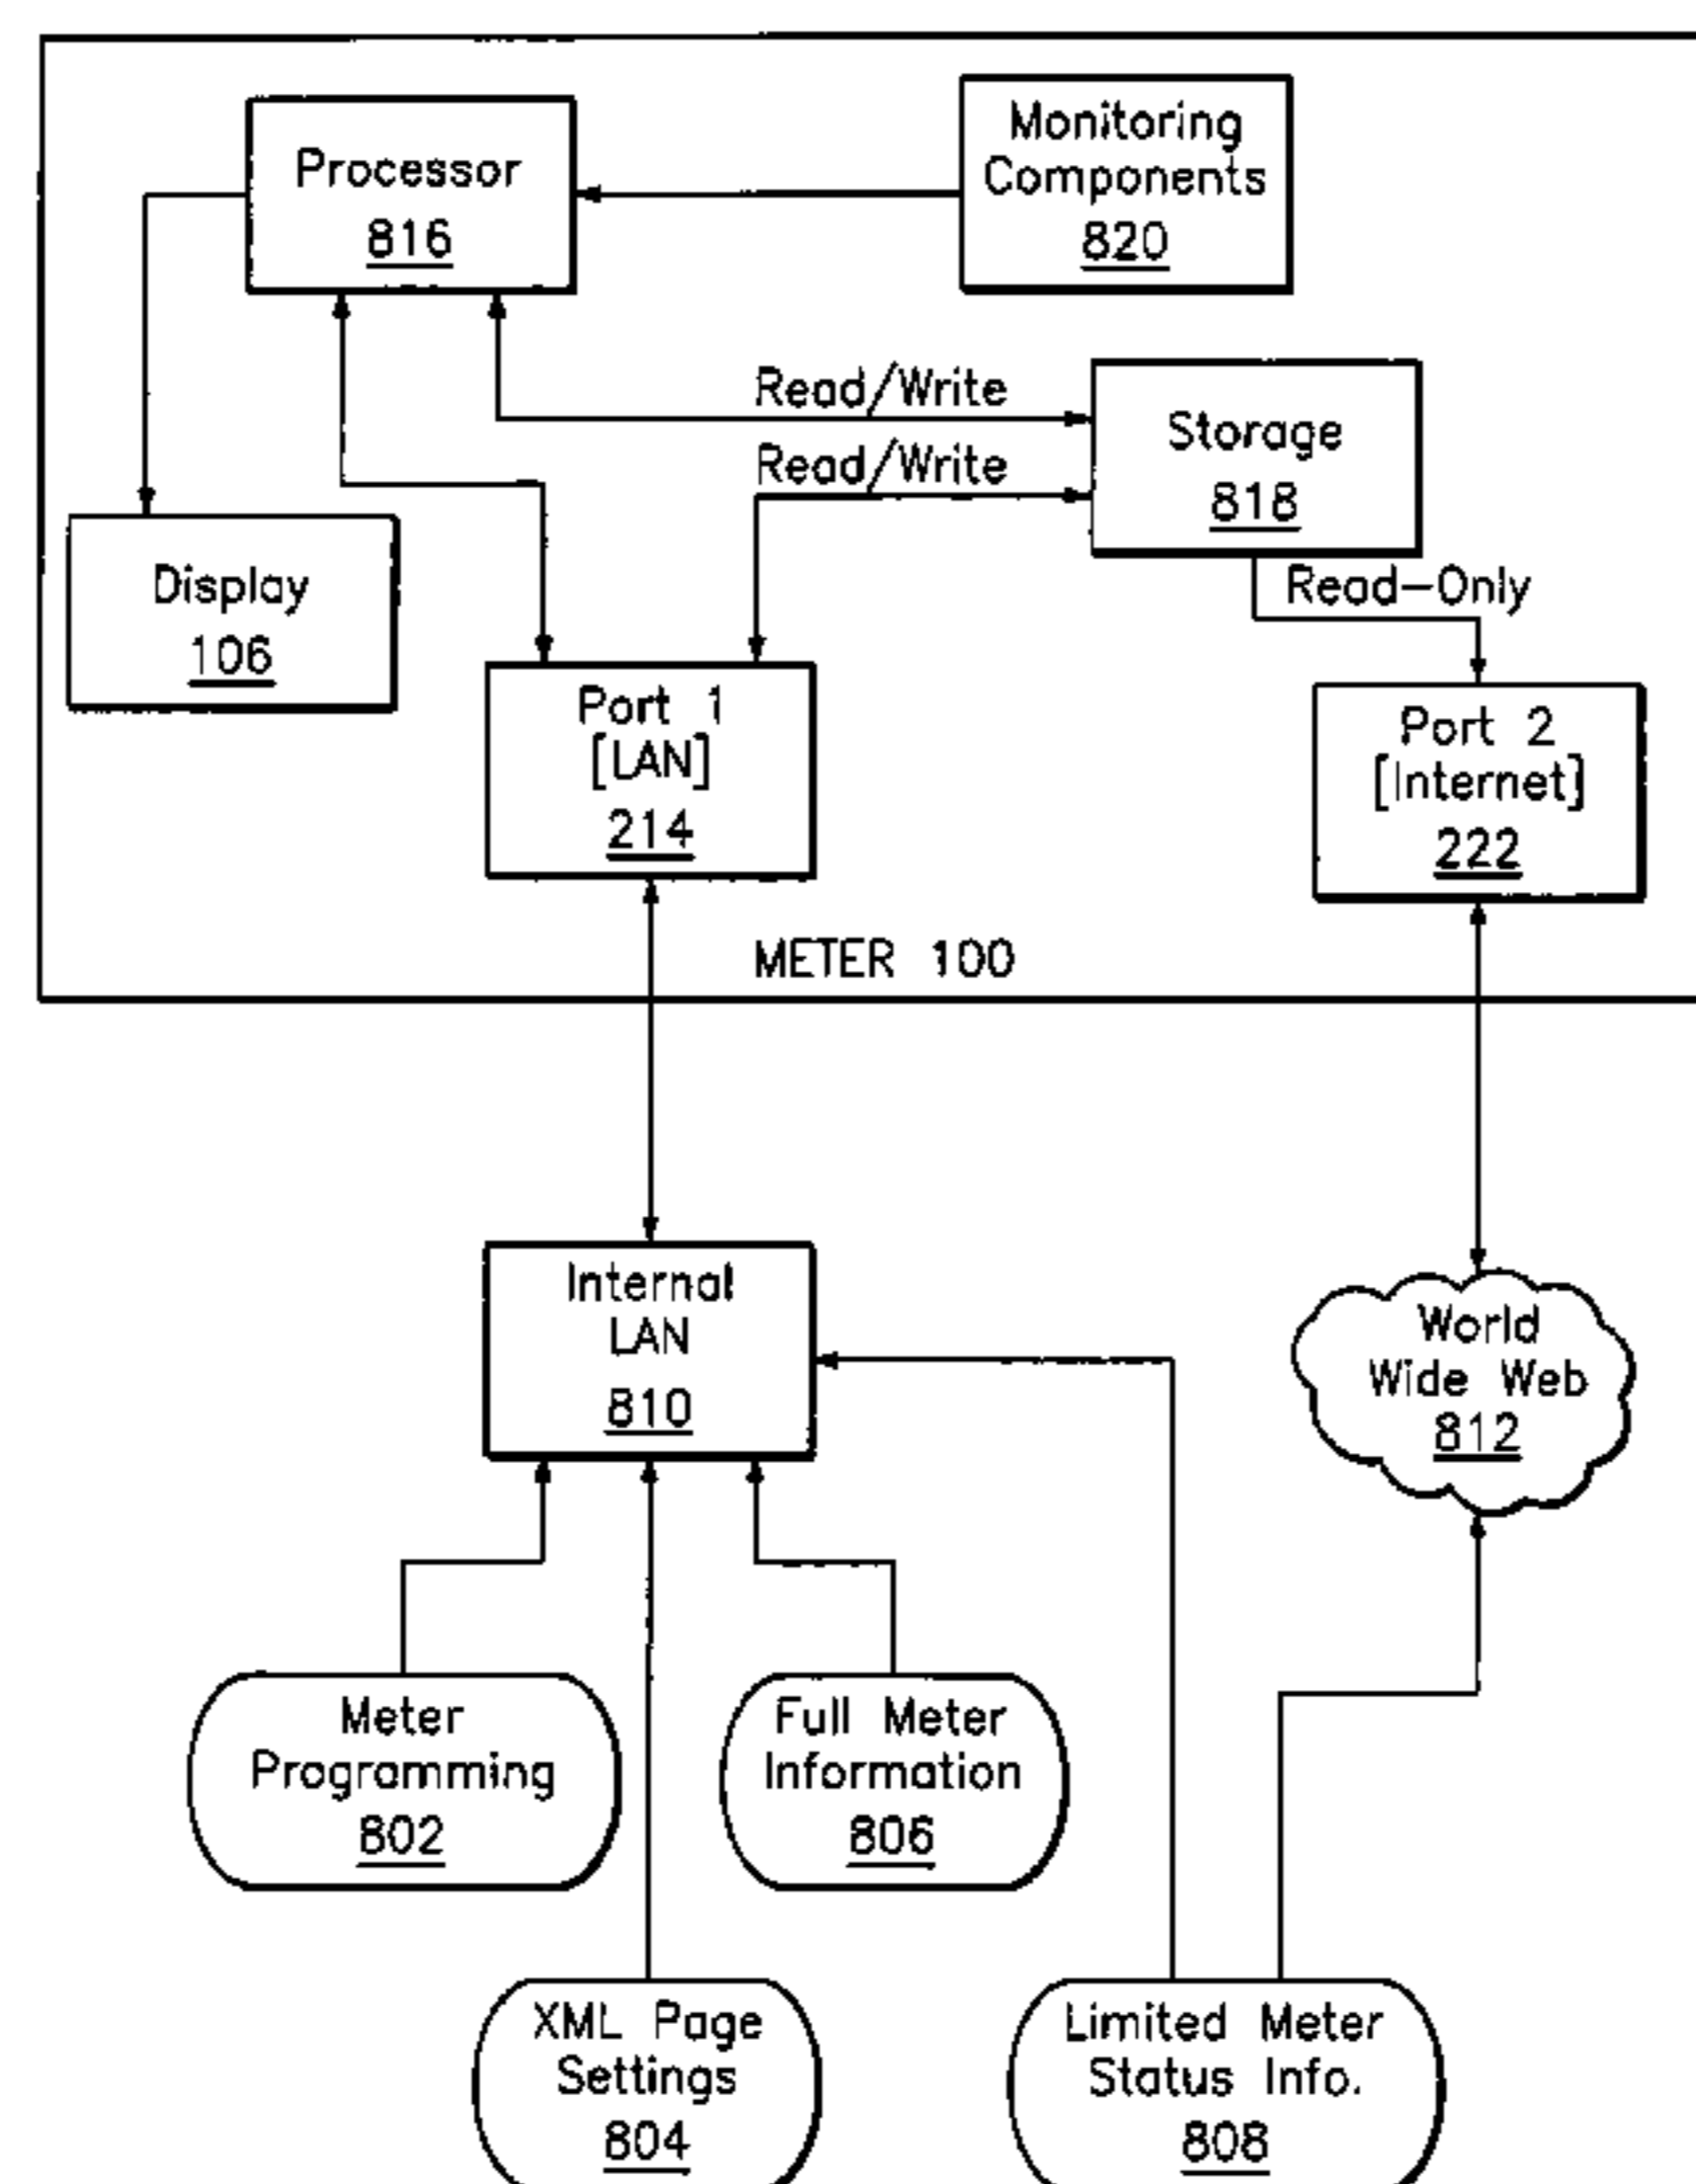 Processor
816
Monitoring
Components
820
Read/Write
Read/Write
Storage
818
Read-Only
Display
106
Port 1
[LAN]
214
Port 2
[Internet]
222
METER 100
Internal
LAN
810
World
Wide Web
812
Meter
Programming
802
Full Meter
Information
806
XML Page
Settings
804
Limited Meter
Status Info.
808